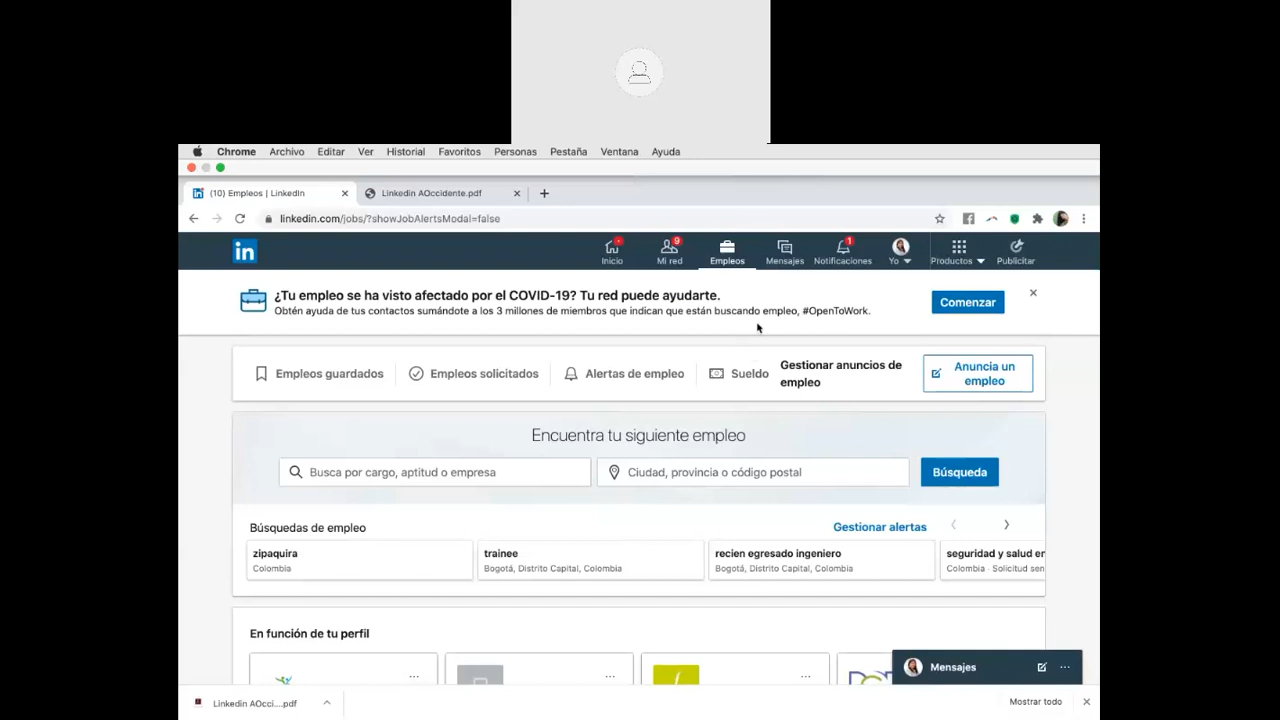 Chrome Archivo Editar Ver Historial Favoritos Personas Pestaña Ventana Ayuda
(10) Empleos | LinkedIn
Linkedin AOccidente.pdf
linkedin.com/jobs/?showJobAlertsModal=false
in
Inicio
9
Mi red
Empleos
Mensajes
1
Notificaciones
Yo
Productos
Publicitar
¿Tu empleo se ha visto afectado por el COVID-19? Tu red puede ayudarte.
Obtén ayuda de tus contactos sumándote a los 3 millones de miembros que indican que están buscando empleo, #OpenToWork.
Comenzar
Empleos guardados
Empleos solicitados
Alertas de empleo
Sueldo
Gestionar anuncios de
empleo
Anuncia un
empleo
Encuentra tu siguiente empleo
Busca por cargo, aptitud o empresa
Ciudad, provincia o código postal
Búsqueda
Búsquedas de empleo
Gestionar alertas
zipaquira
Colombia
trainee
Bogotá, Distrito Capital, Colombia
recien egresado ingeniero
Bogotá, Distrito Capital, Colombia
seguridad y salud en
Colombia · Solicitud sen
En función de tu perfil
Mensajes
Linkedin AOcci....pdf
Mostrar todo